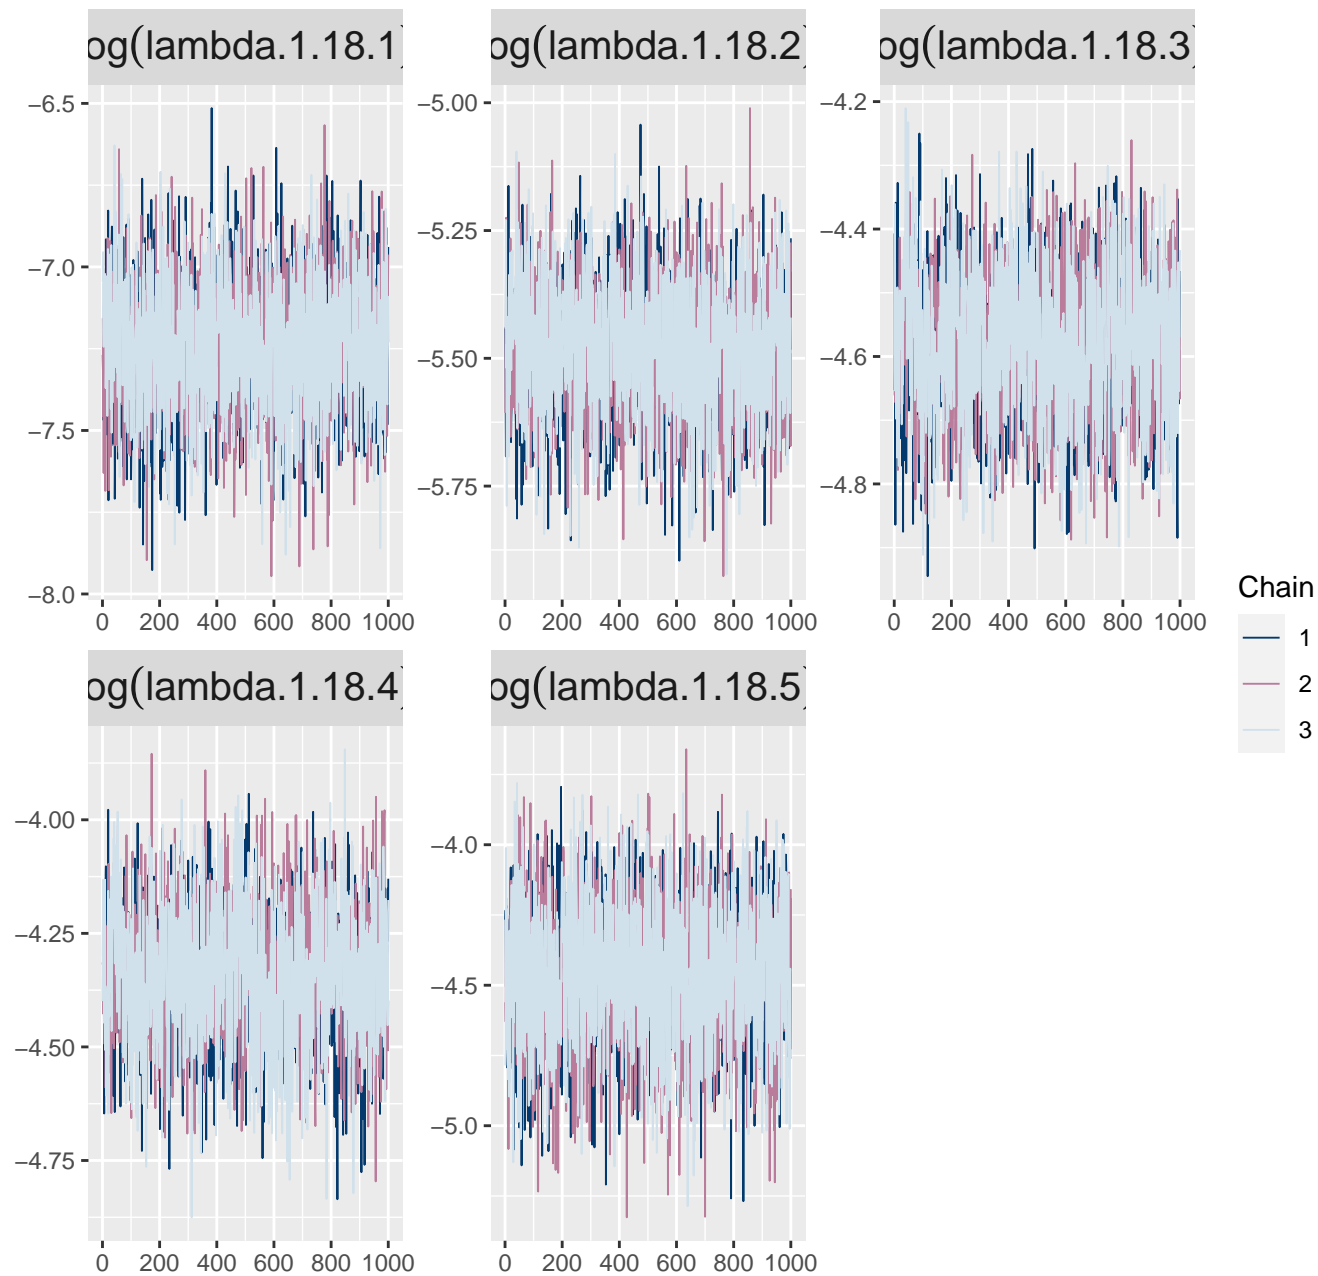 og(lambda.1.18.1)
og(lambda.1.18.2)
og(lambda.1.18.3)
−6.5
−7.0
−7.5
−8.0
−5.00
−5.25
−5.50
−5.75
−4.2
−4.4
−4.6
−4.8
0 200 400 600 800 1000
0 200 400 600 800 1000
0 200 400 600 800 1000
og(lambda.1.18.4)
og(lambda.1.18.5)
−4.00
−4.25
−4.50
−4.75
−4.0
−4.5
−5.0
0 200 400 600 800 1000
0 200 400 600 800 1000
Chain
1
2
3